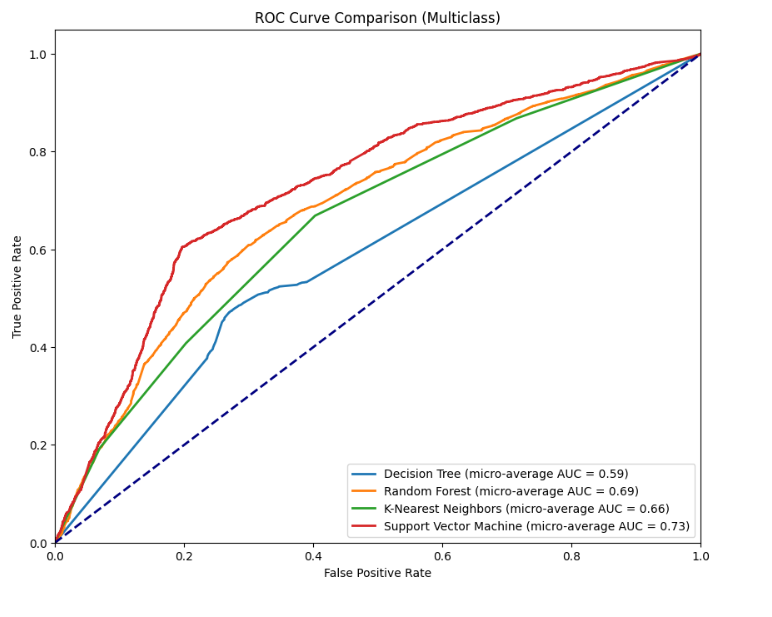 ROC Curve Comparison (Multiclass)
1.0
0.8
0.6
0.4
0.2
0.0
True Positive Rate
Decision Tree (micro-average AUC = 0.59)
Random Forest (micro-average AUC = 0.69)
K-Nearest Neighbors (micro-average AUC = 0.66)
Support Vector Machine (micro-average AUC = 0.73)
0.0 0.2 0.4 0.6 0.8 1.0
False Positive Rate